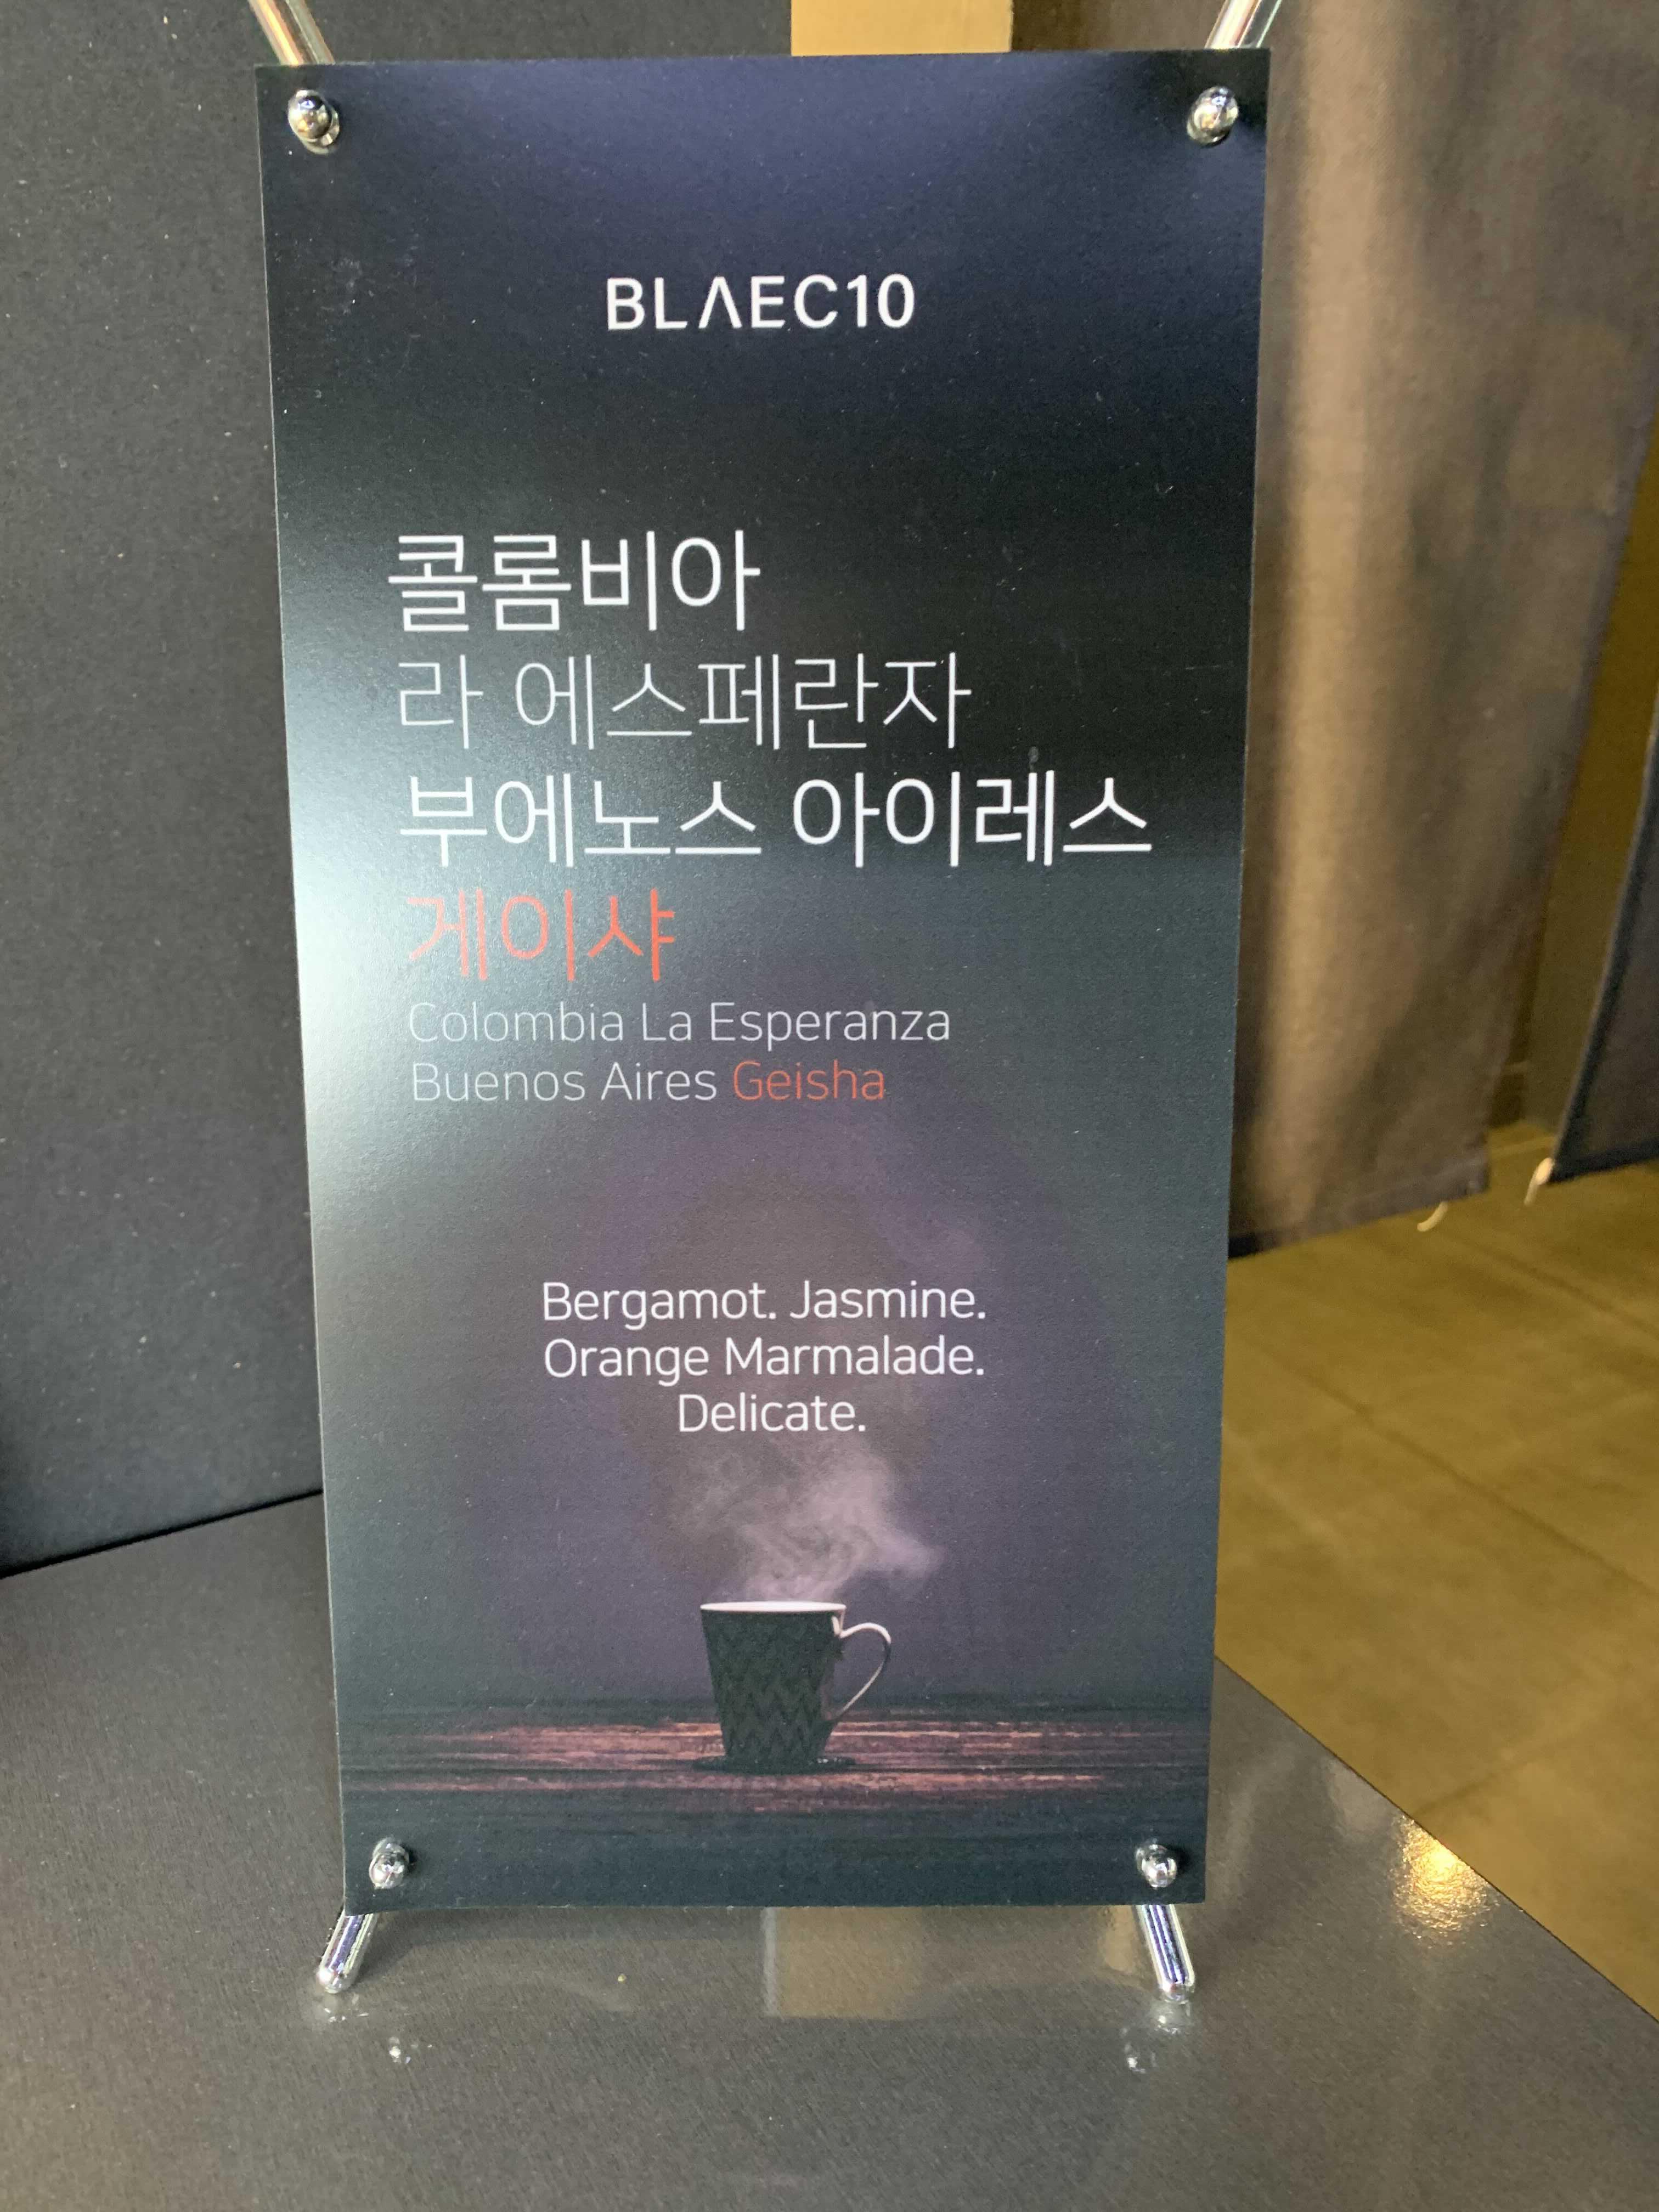 BLAEC10
콜롬비아
라 에스페란자
부에노스 아이레스
게이샤
Colombia La Esperanza
Buenos Aires Geisha
Bergamot. Jasmine.
Orange Marmalade.
Delicate.